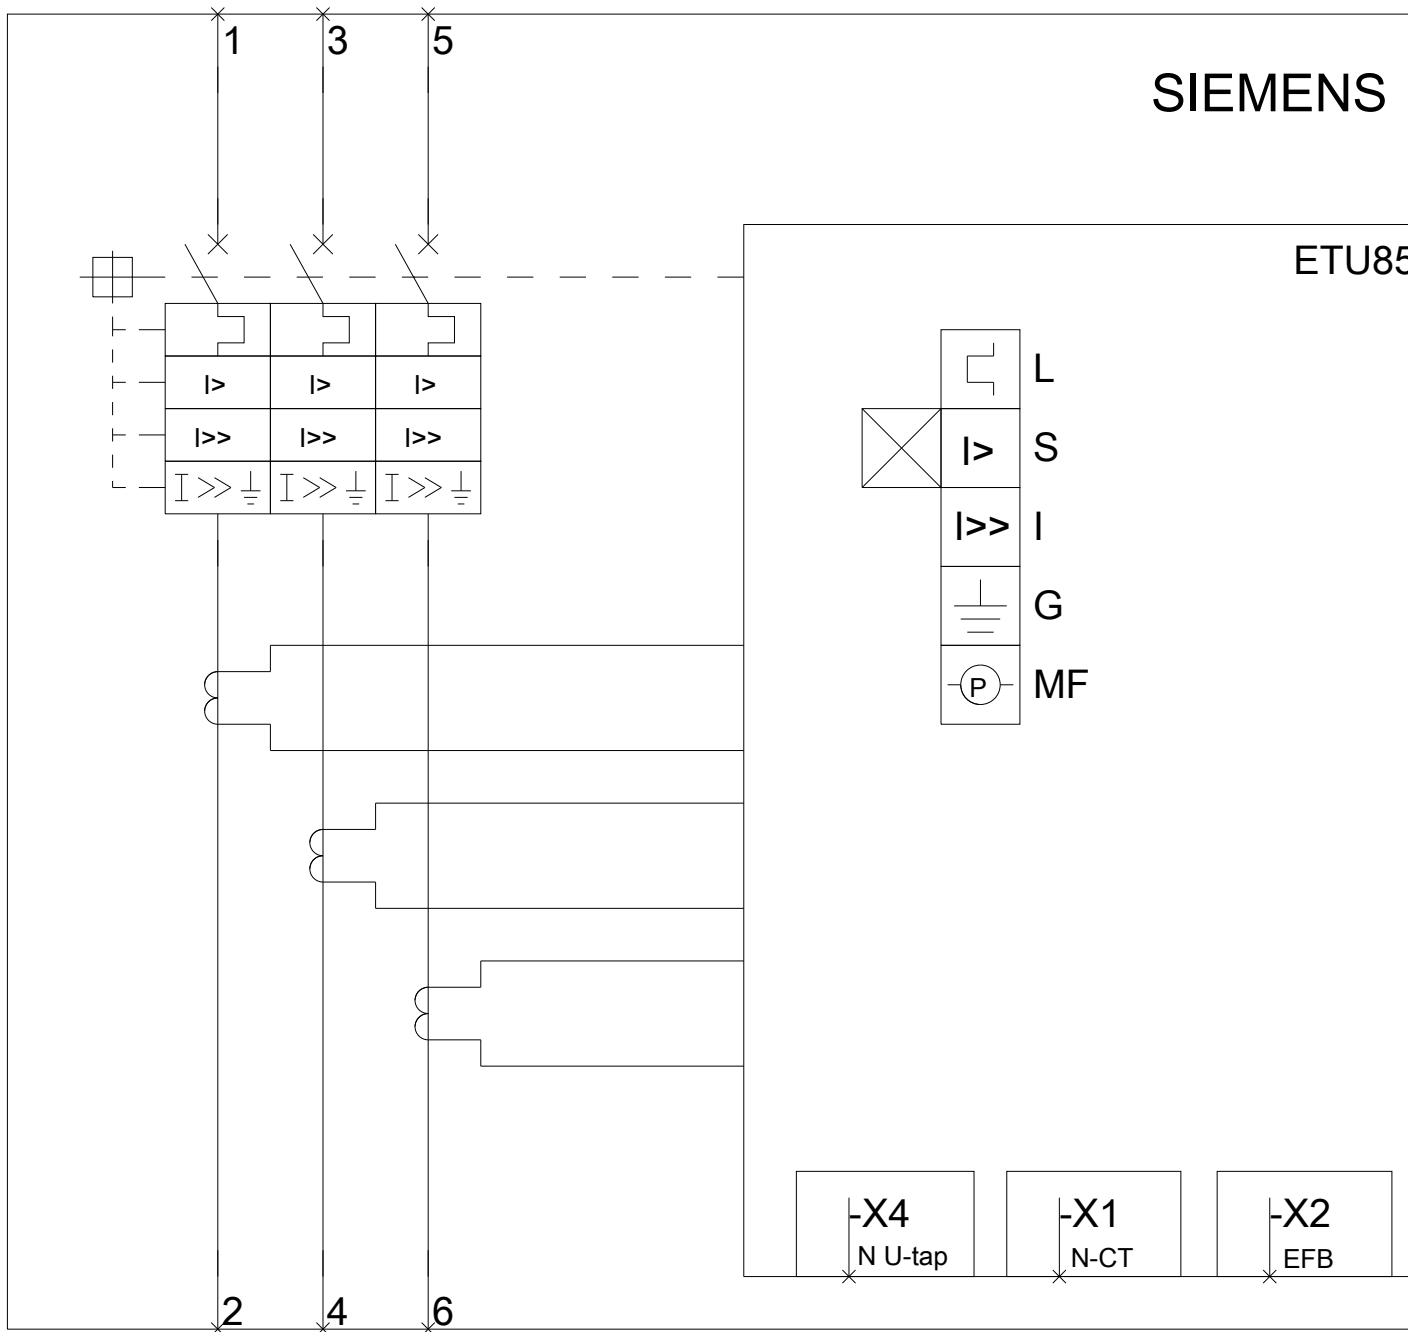 1 3 5
SIEMENS
ETU85
L
I> I> I> S
I>
I>> I>> I>>
I>> I
I >> I >> I >>
G
P MF
-X4 -X1 -X2
N U-tap N-CT EFB
2 4 6